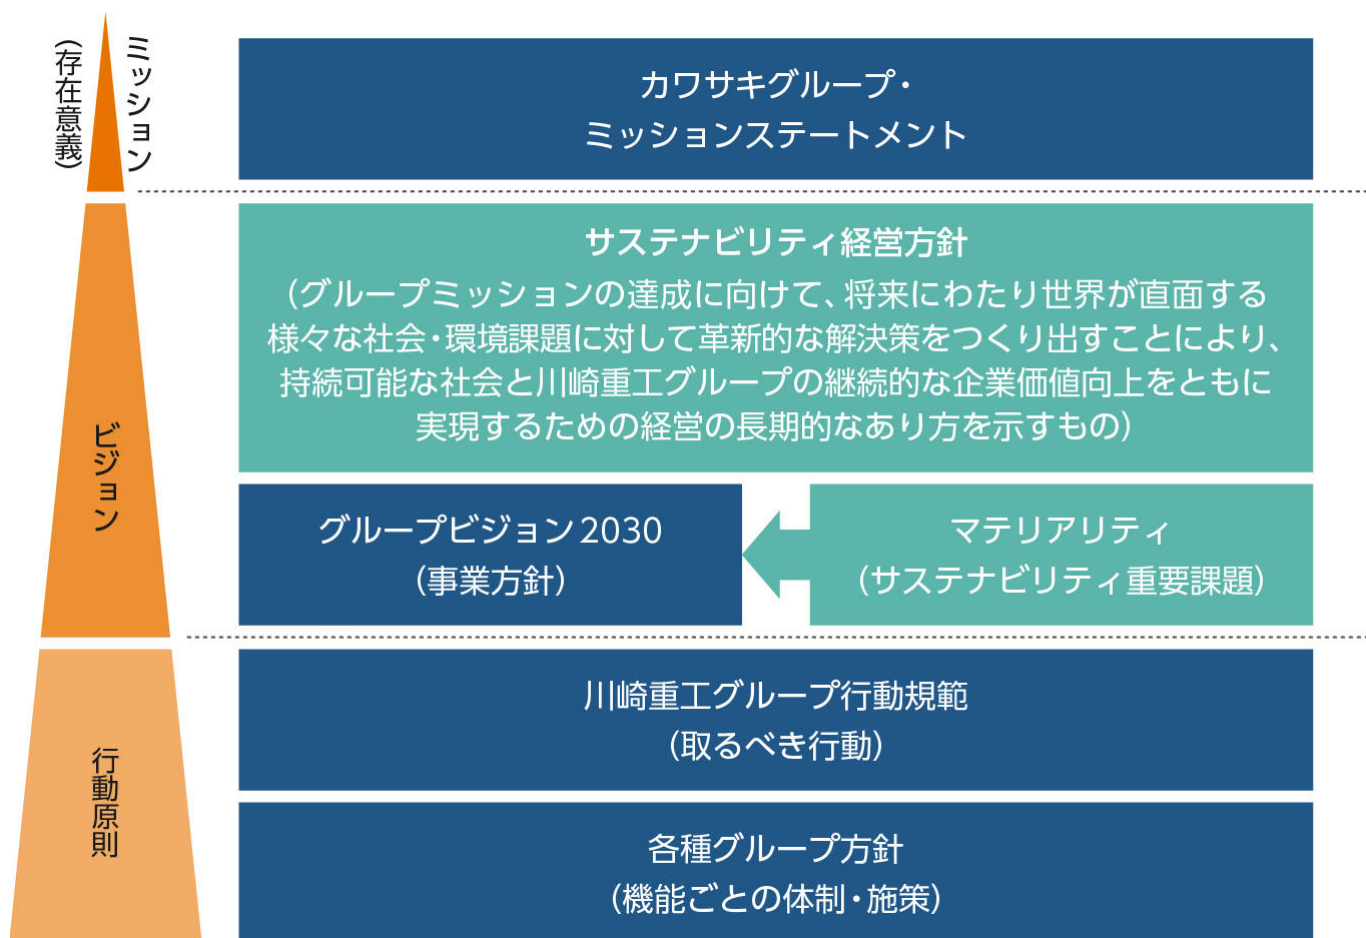 ミッション
（存在意義）
カワサキグループ・
ミッションステートメント
ビジョン
サステナビリティ経営方針
（グループミッションの達成に向けて、将来にわたり世界が直面する
様々な社会・環境課題に対して革新的な解決策をつくり出すことにより、
持続可能な社会と川崎重工グループの継続的な企業価値向上をともに
実現するための経営の長期的なあり方を示すもの）
グループビジョン2030
（事業方針）
マテリアリティ
（サステナビリティ重要課題）
行動原則
川崎重工グループ行動規範
（取るべき行動）
各種グループ方針
（機能ごとの体制・施策）